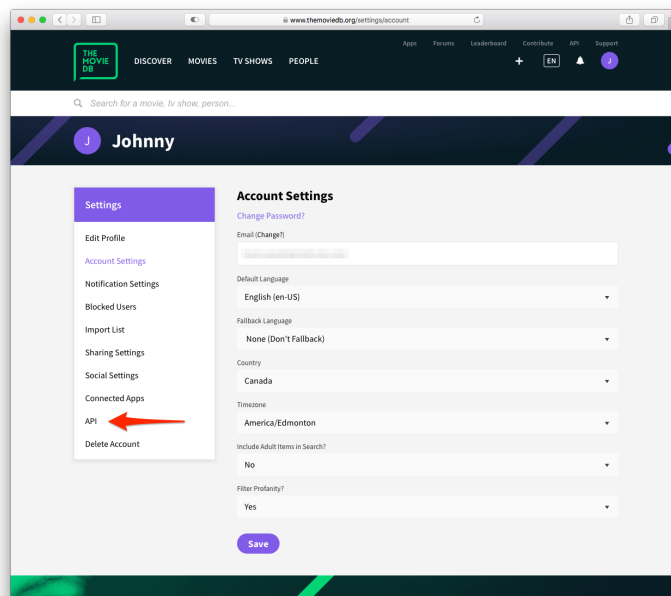 www.themoviedb.org/settings/account
Apps Forums Leaderboard Contribute API Support
THE
MOVIE
DB
DISCOVER MOVIES TV SHOWS PEOPLE
+ EN J
Search for a movie, tv show, person...
J Johnny
Settings
Edit Profile
Account Settings
Notification Settings
Blocked Users
Import List
Sharing Settings
Social Settings
Connected Apps
API
Delete Account
Account Settings
Change Password?
Email (Change?)
Default Language
English (en-US)
Fallback Language
None (Don't Fallback)
Country
Canada
Timezone
America/Edmonton
Include Adult Items in Search?
No
Filter Profanity?
Yes
Save